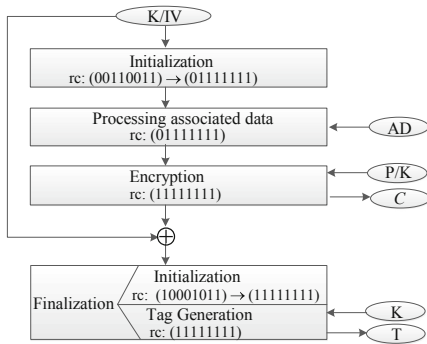 K/IV
Initialization
rc: (00110011) → (01111111)
Processing associated data
rc: (01111111)
AD
Encryption
rc: (11111111)
P/K
C
Finalization
Initialization
rc: (10001011) → (11111111)
Tag Generation
rc: (11111111)
K
T